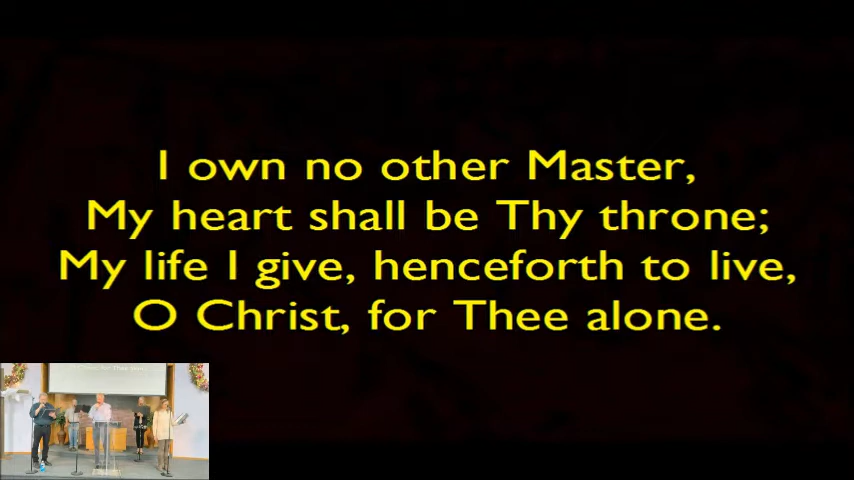 I own no other Master,
My heart shall be Thy throne;
My life I give, henceforth to live,
O Christ, for Thee alone.